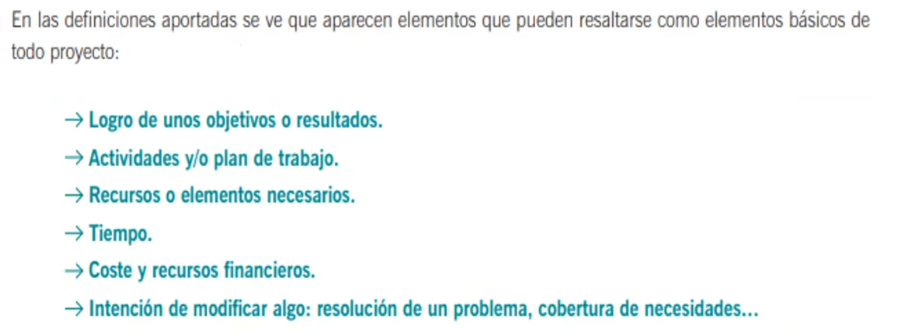 En las definiciones aportadas se ve que aparecen elementos que pueden resaltarse como elementos básicos de
todo proyecto:
→ Logro de unos objetivos o resultados.
→ Actividades y/o plan de trabajo.
→ Recursos o elementos necesarios.
→ Tiempo.
→ Coste y recursos financieros.
→ Intención de modificar algo: resolución de un problema, cobertura de necesidades...